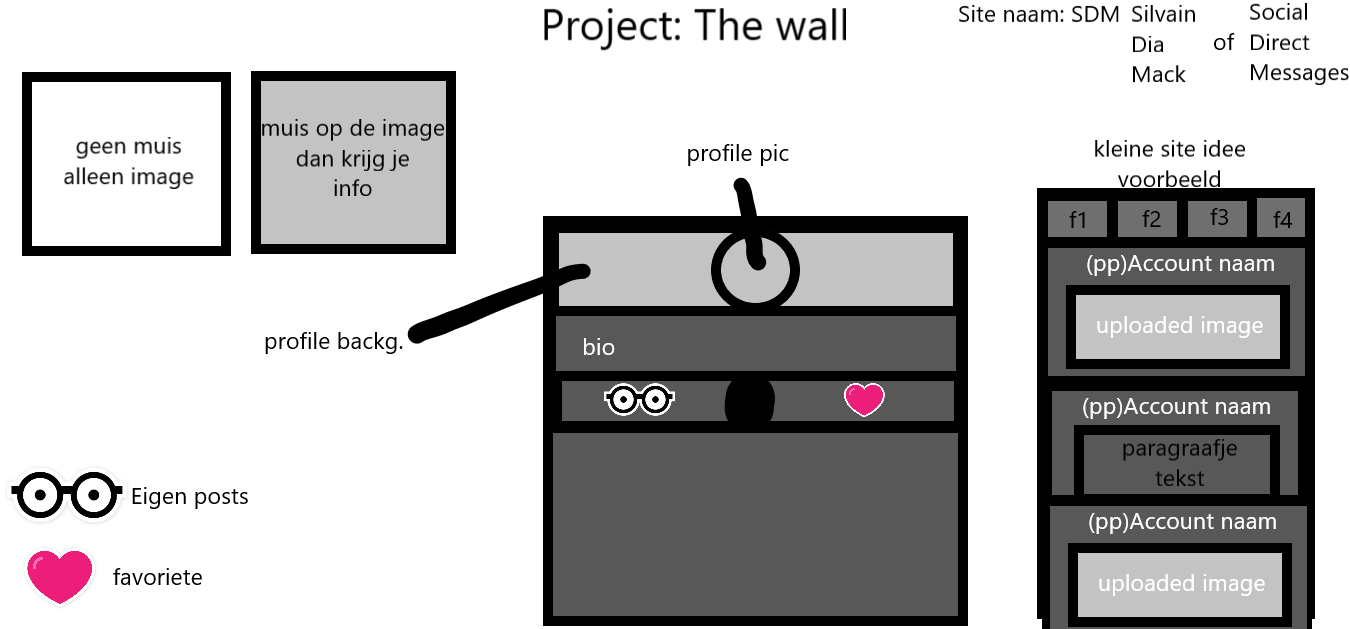 Project: The wall
Site naam: SDM
Silvain
Dia
Mack
of
Social
Direct
Messages
geen muis
alleen image
muis op de image
dan krijg je
info
profile pic
profile backg.
bio
Eigen posts
favoriete
kleine site idee
voorbeeld
f1 f2 f3 f4
(pp)Account naam
uploaded image
(pp)Account naam
paragraafje
tekst
(pp)Account naam
uploaded image